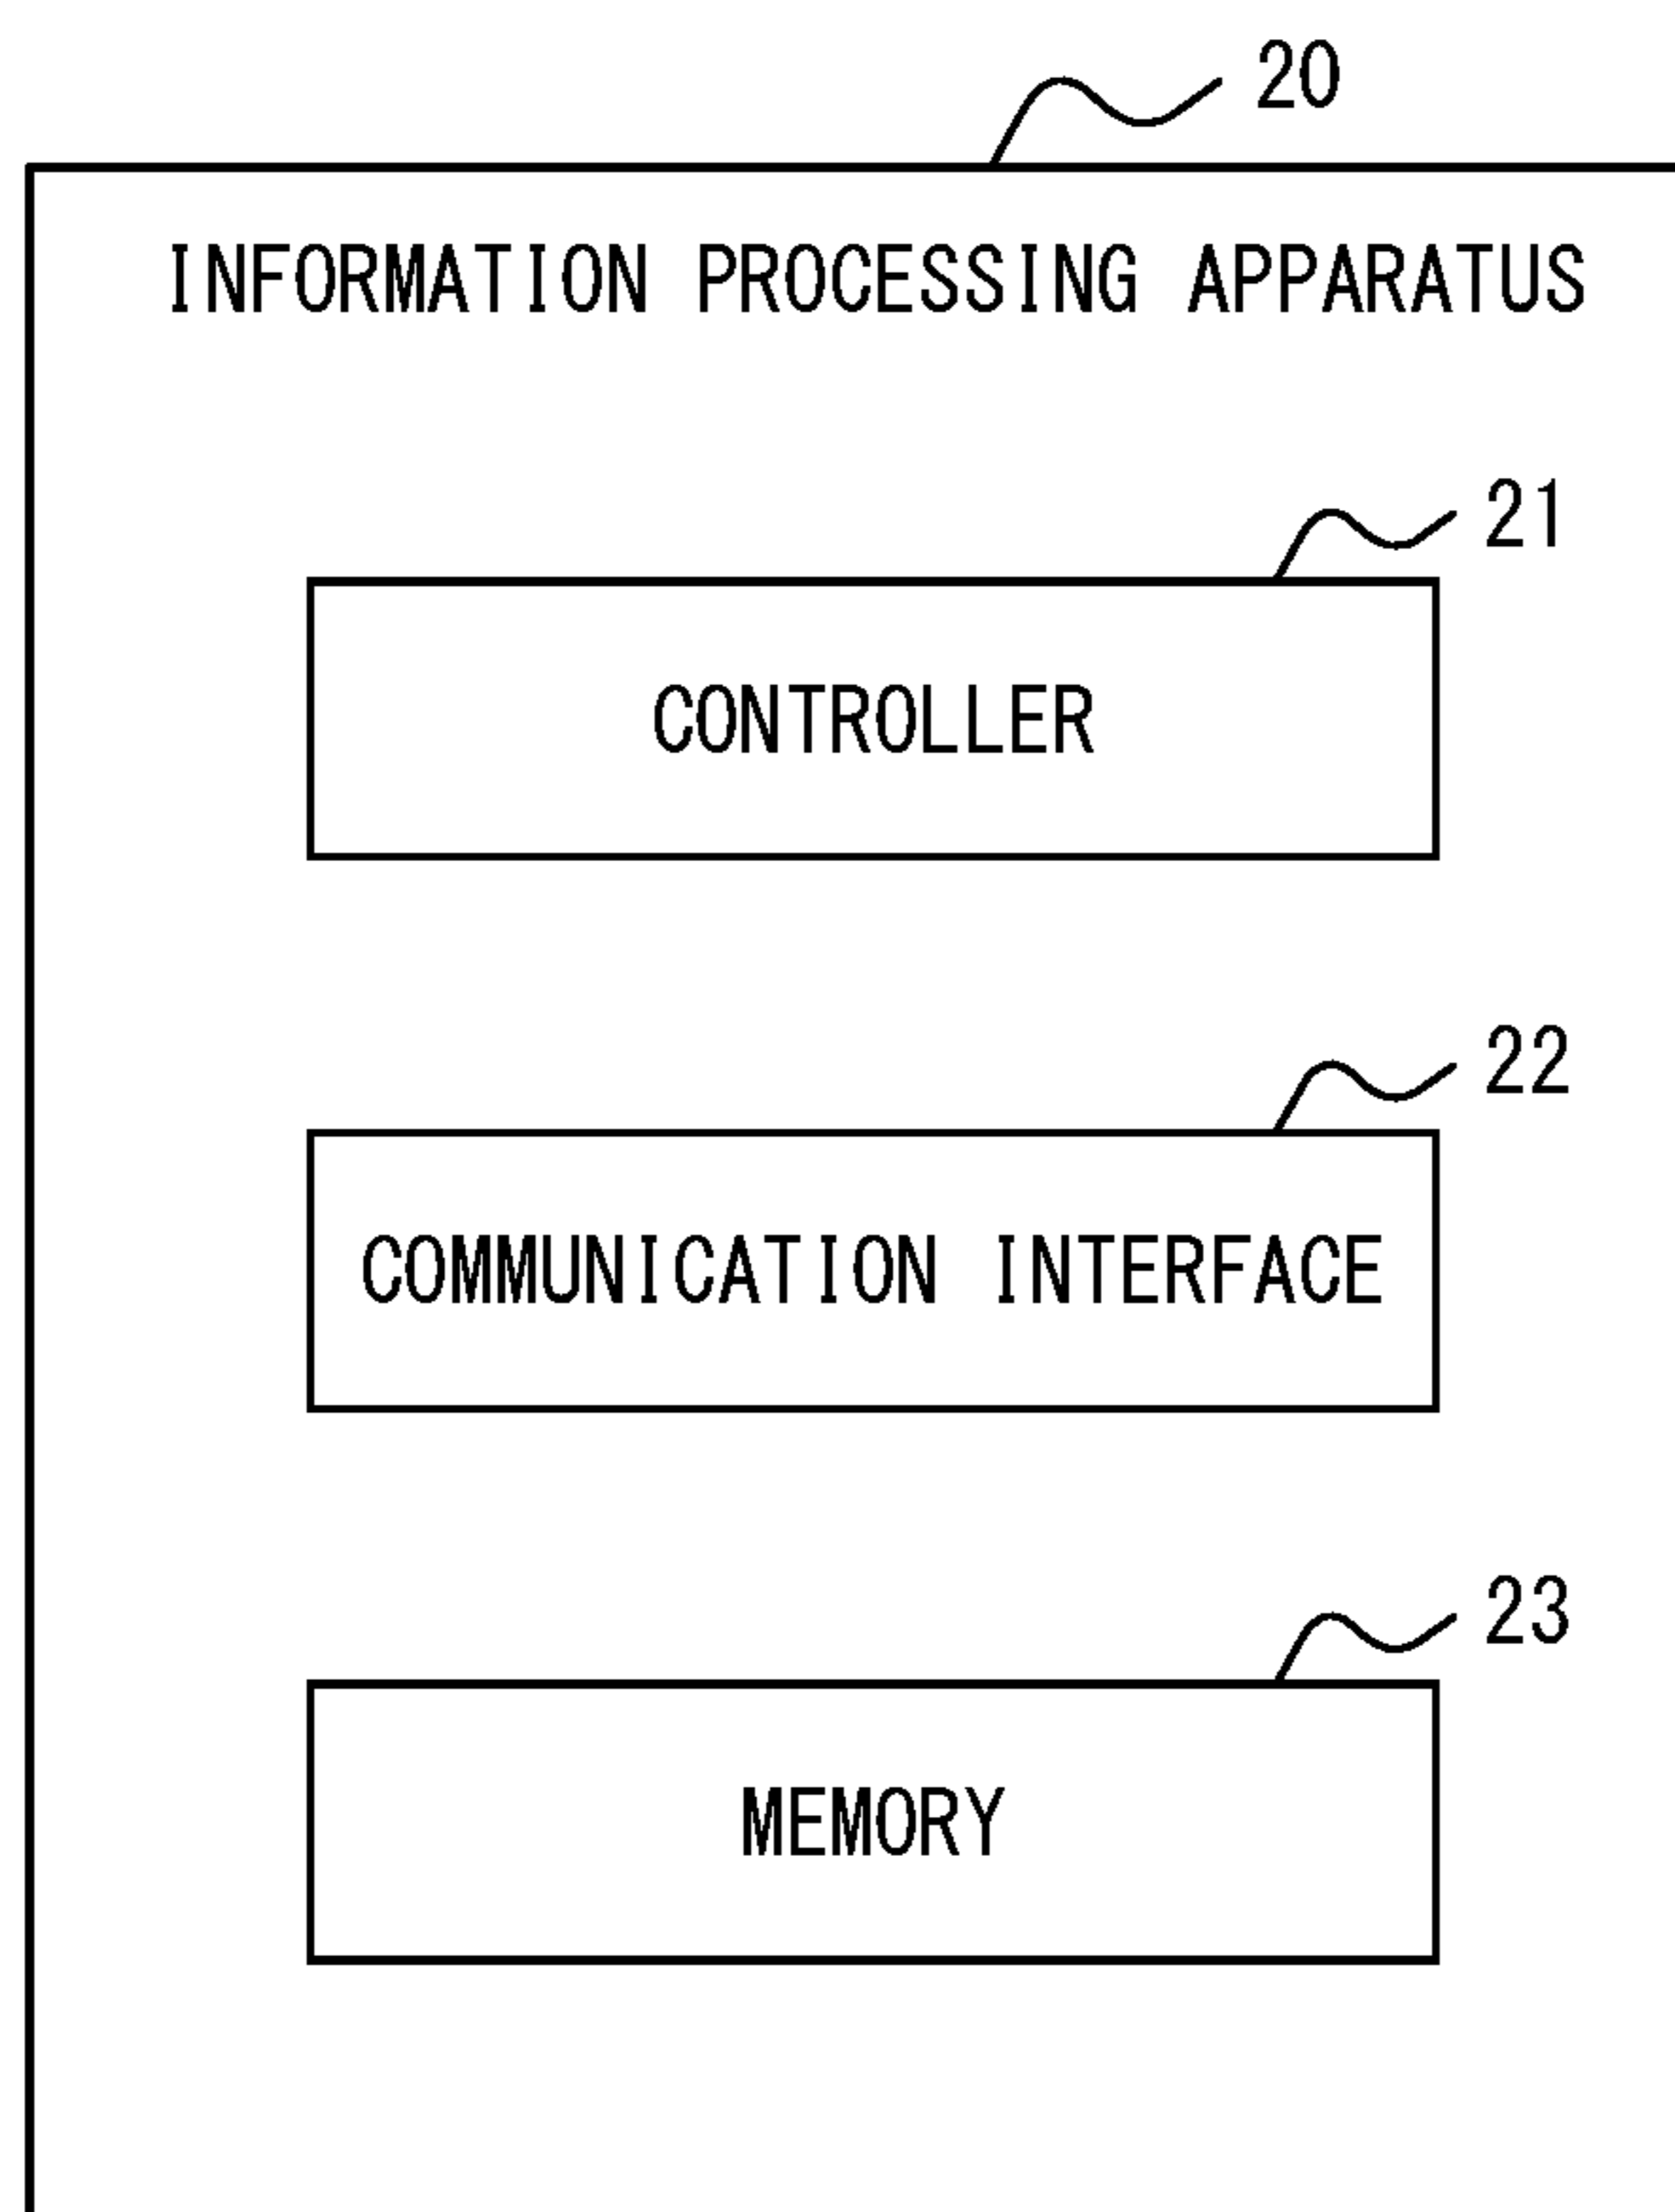 20
INFORMATION PROCESSING APPARATUS
21
CONTROLLER
22
COMMUNICATION INTERFACE
23
MEMORY